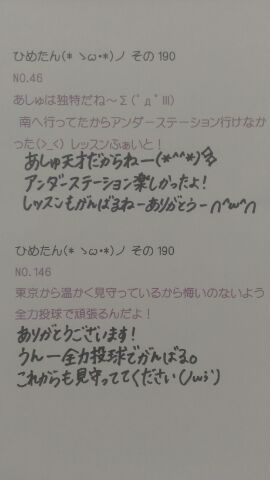 ひめたん(*ゝω・*)ノ その190
NO.46
あしゅは独特だね～Σ(ﾟдﾟlll)
南へ行ってたからアンダーステーション行けなか
った(>_<) レッスンふぁいと！
あしゅ天才だからねー(*^^*)
アンダーステーション楽しかったよ！
レッスンもがんばるねーありがとうー∩^ω^∩
ひめたん(*ゝω・*)ノ その190
NO.146
東京から温かく見守っているから悔いのないよう
全力投球で頑張るんだよ！
ありがとうございます！
うんー全力投球でがんばる。
これからも見守っててください(ノωヾ)